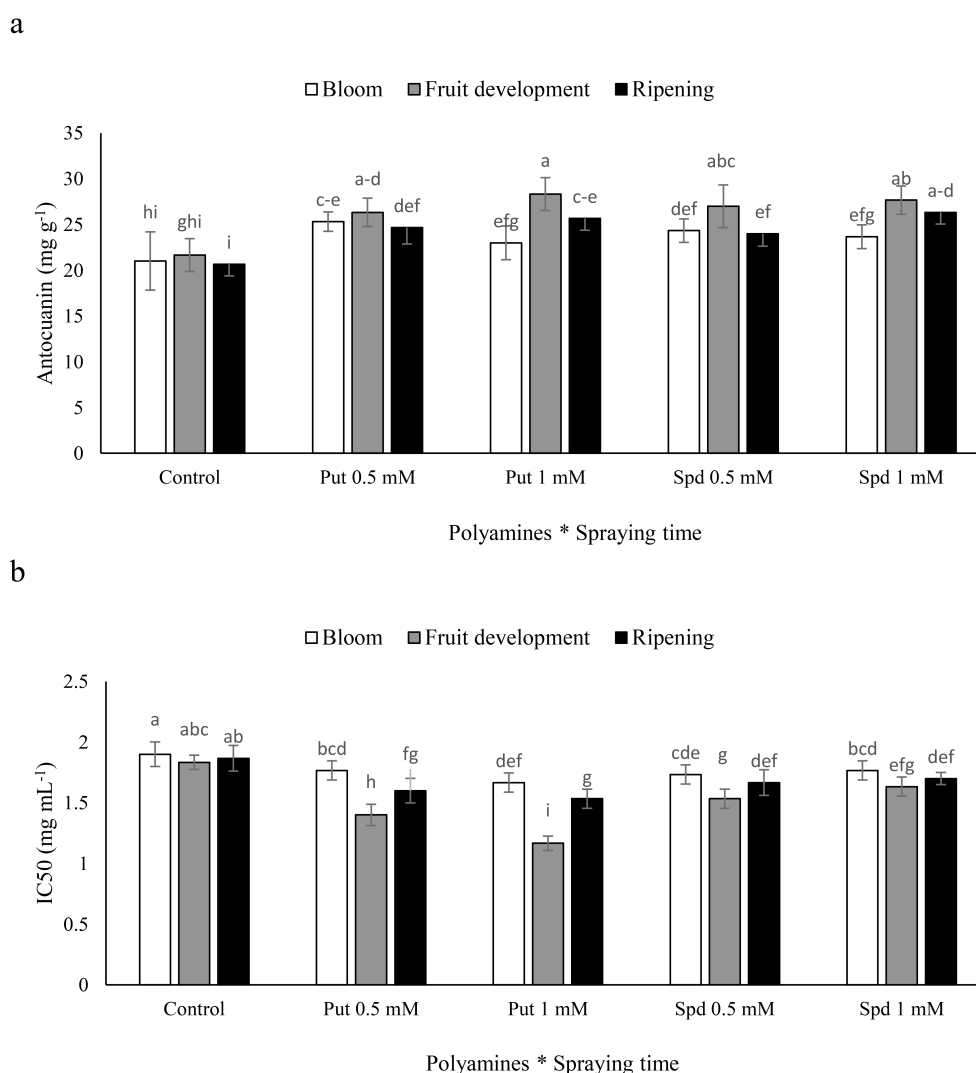 a
Bloom Fruit development Ripening
35
30
25
20
15
10
5
0
Antocuanin (mg g⁻¹)
hi ghi i c-e a-d def efg a c-e def abc ef efg ab a-d
Control Put 0.5 mM Put 1 mM Spd 0.5 mM Spd 1 mM
Polyamines * Spraying time
b
Bloom Fruit development Ripening
2.5
2
1.5
1
0.5
0
IC50 (mg mL⁻¹)
a abc ab bcd h fg def i g cde g def bcd efg def
Control Put 0.5 mM Put 1 mM Spd 0.5 mM Spd 1 mM
Polyamines * Spraying time